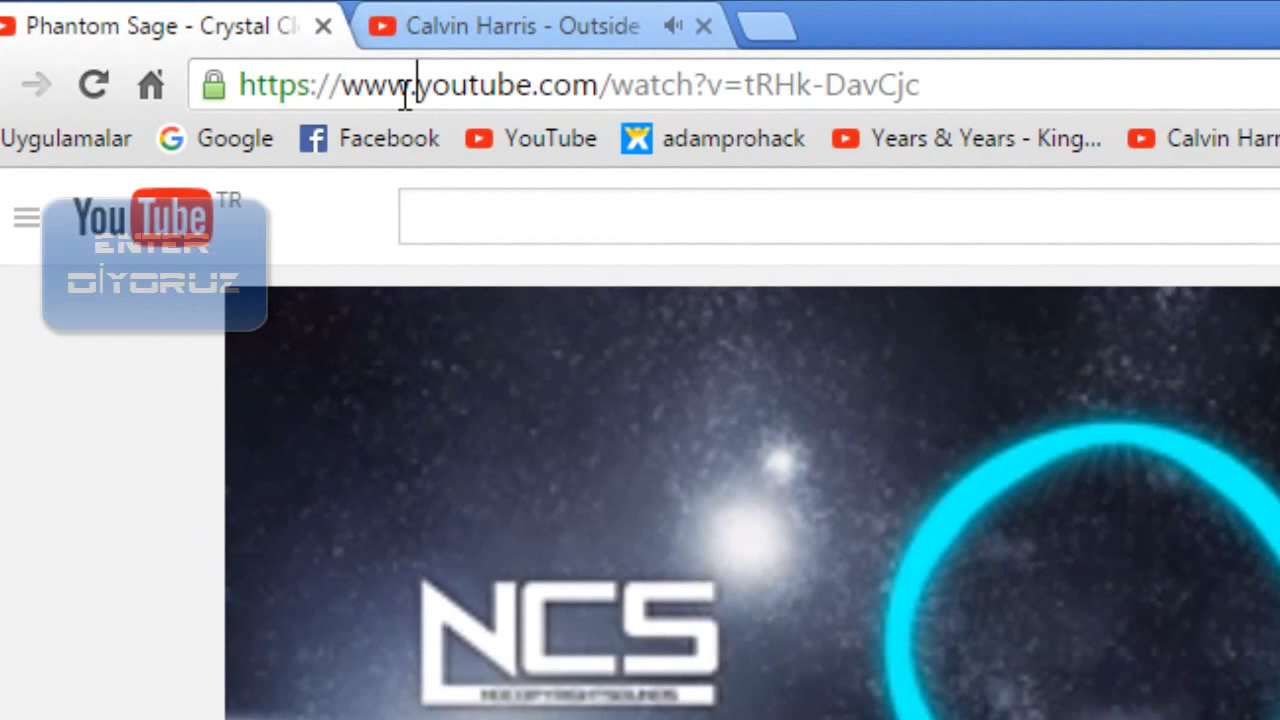 Phantom Sage - Crystal Cl
Calvin Harris - Outside
https://www.youtube.com/watch?v=tRHk-DavCjc
Uygulamalar
Google
Facebook
YouTube
adamprohack
Years & Years - King...
Calvin Harr
YouTube TR
ENTER
DİYORUZ
NCS
NOCOPYRIGHTSOUNDS